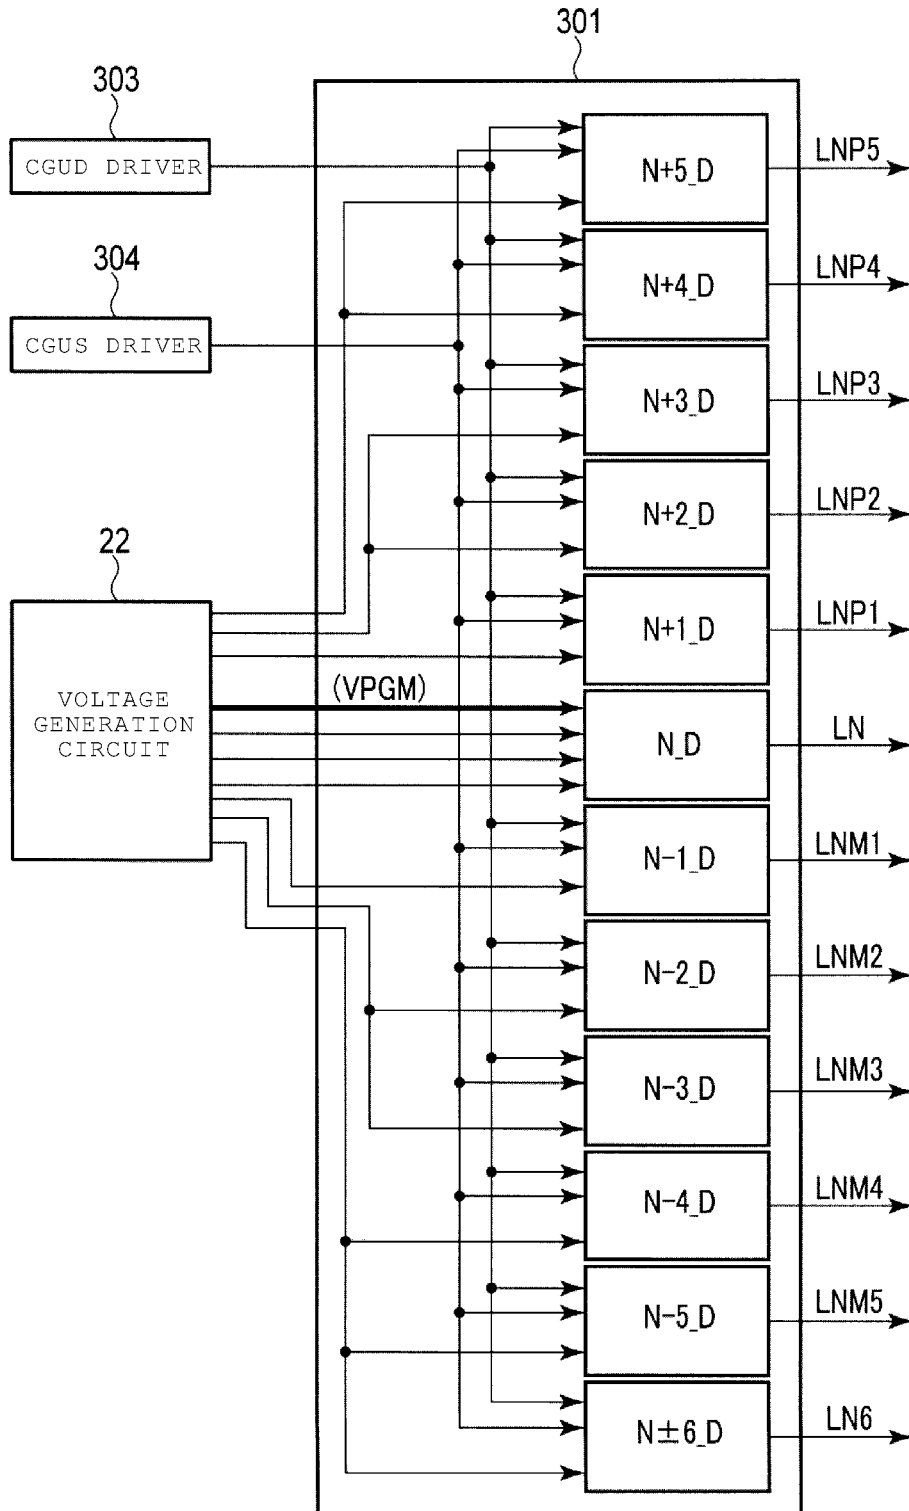 301
303
CGUD DRIVER
N+5_D
LNP5
304
CGUS DRIVER
N+4_D
LNP4
N+3_D
LNP3
N+2_D
LNP2
22
VOLTAGE
GENERATION
CIRCUIT
N+1_D
LNP1
(VPGM)
N_D
LN
N-1_D
LNM1
N-2_D
LNM2
N-3_D
LNM3
N-4_D
LNM4
N-5_D
LNM5
N±6_D
LN6